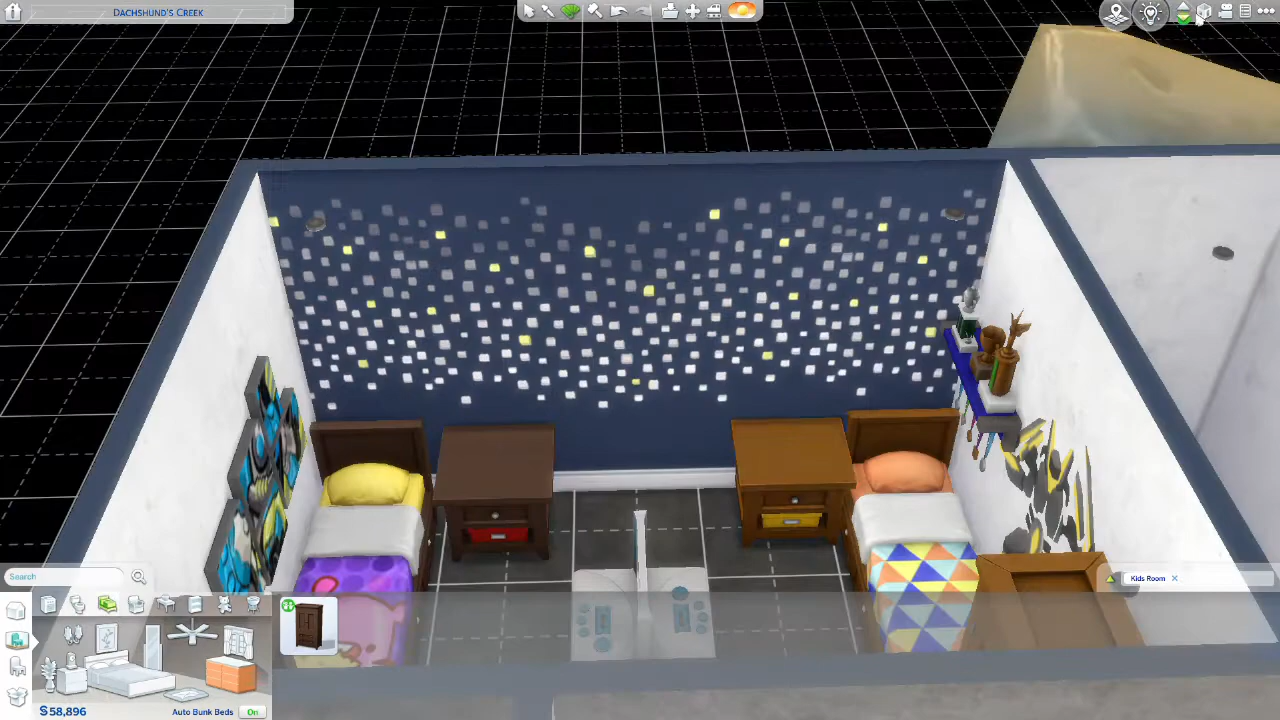 DACHSHUND'S CREEK
Search
Kids Room
§58,896
Auto Bunk Beds On